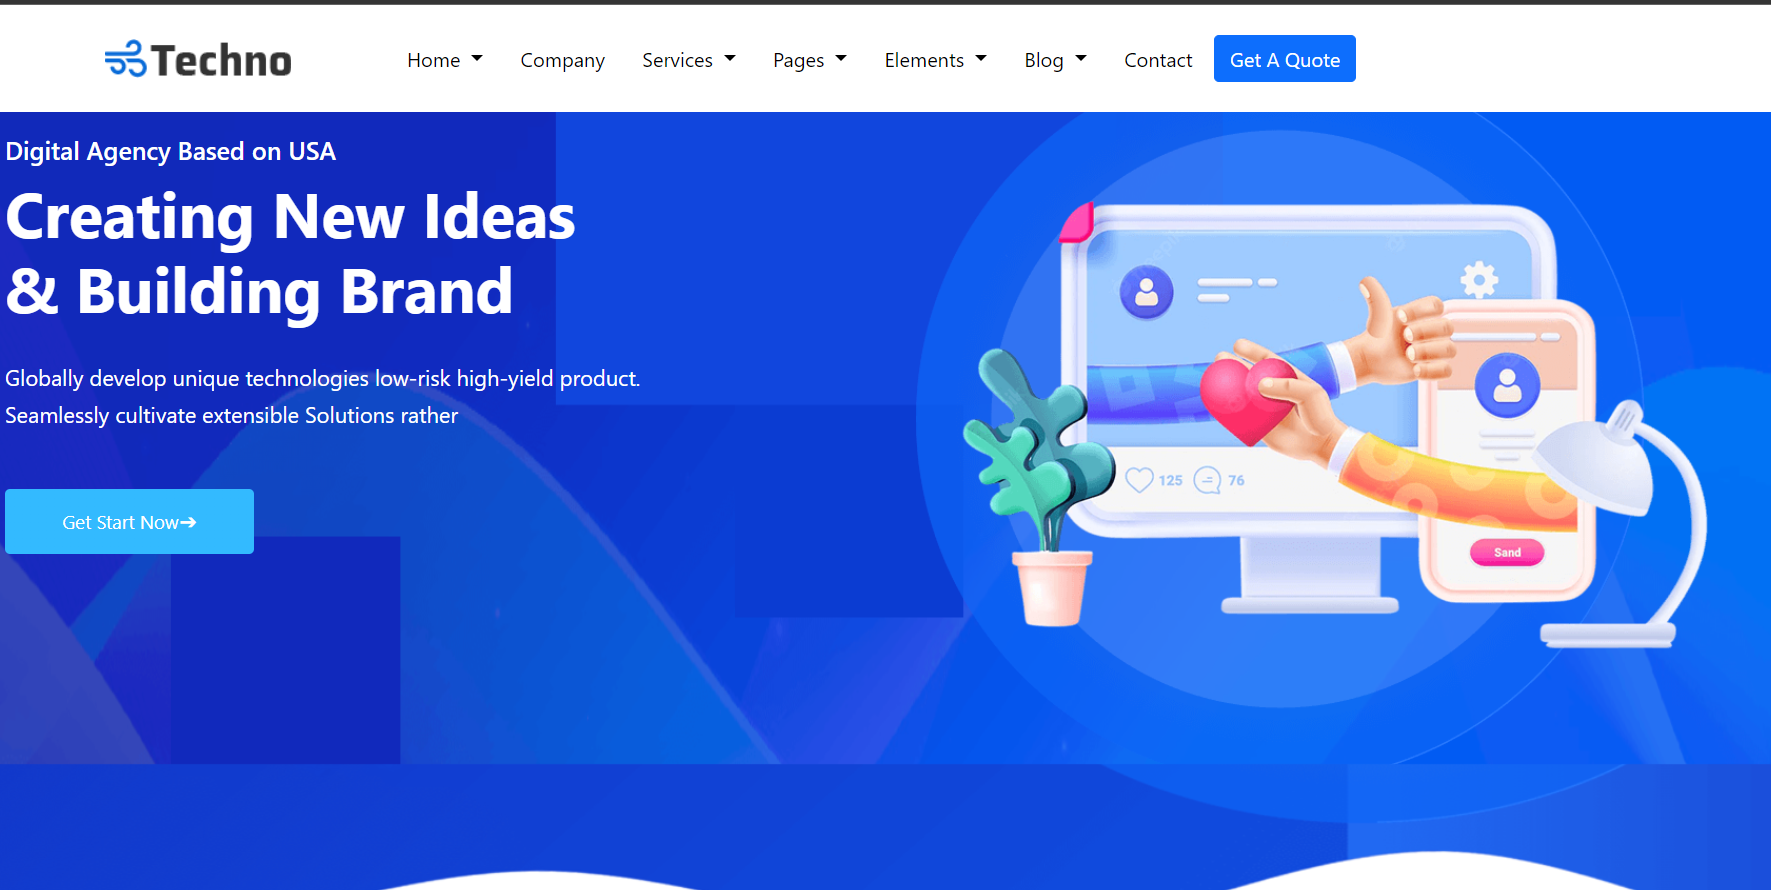 Techno
Home Company Services Pages Elements Blog Contact Get A Quote
Digital Agency Based on USA
Creating New Ideas
& Building Brand
Globally develop unique technologies low-risk high-yield product.
Seamlessly cultivate extensible Solutions rather
Get Start Now➔
125 76
Sand